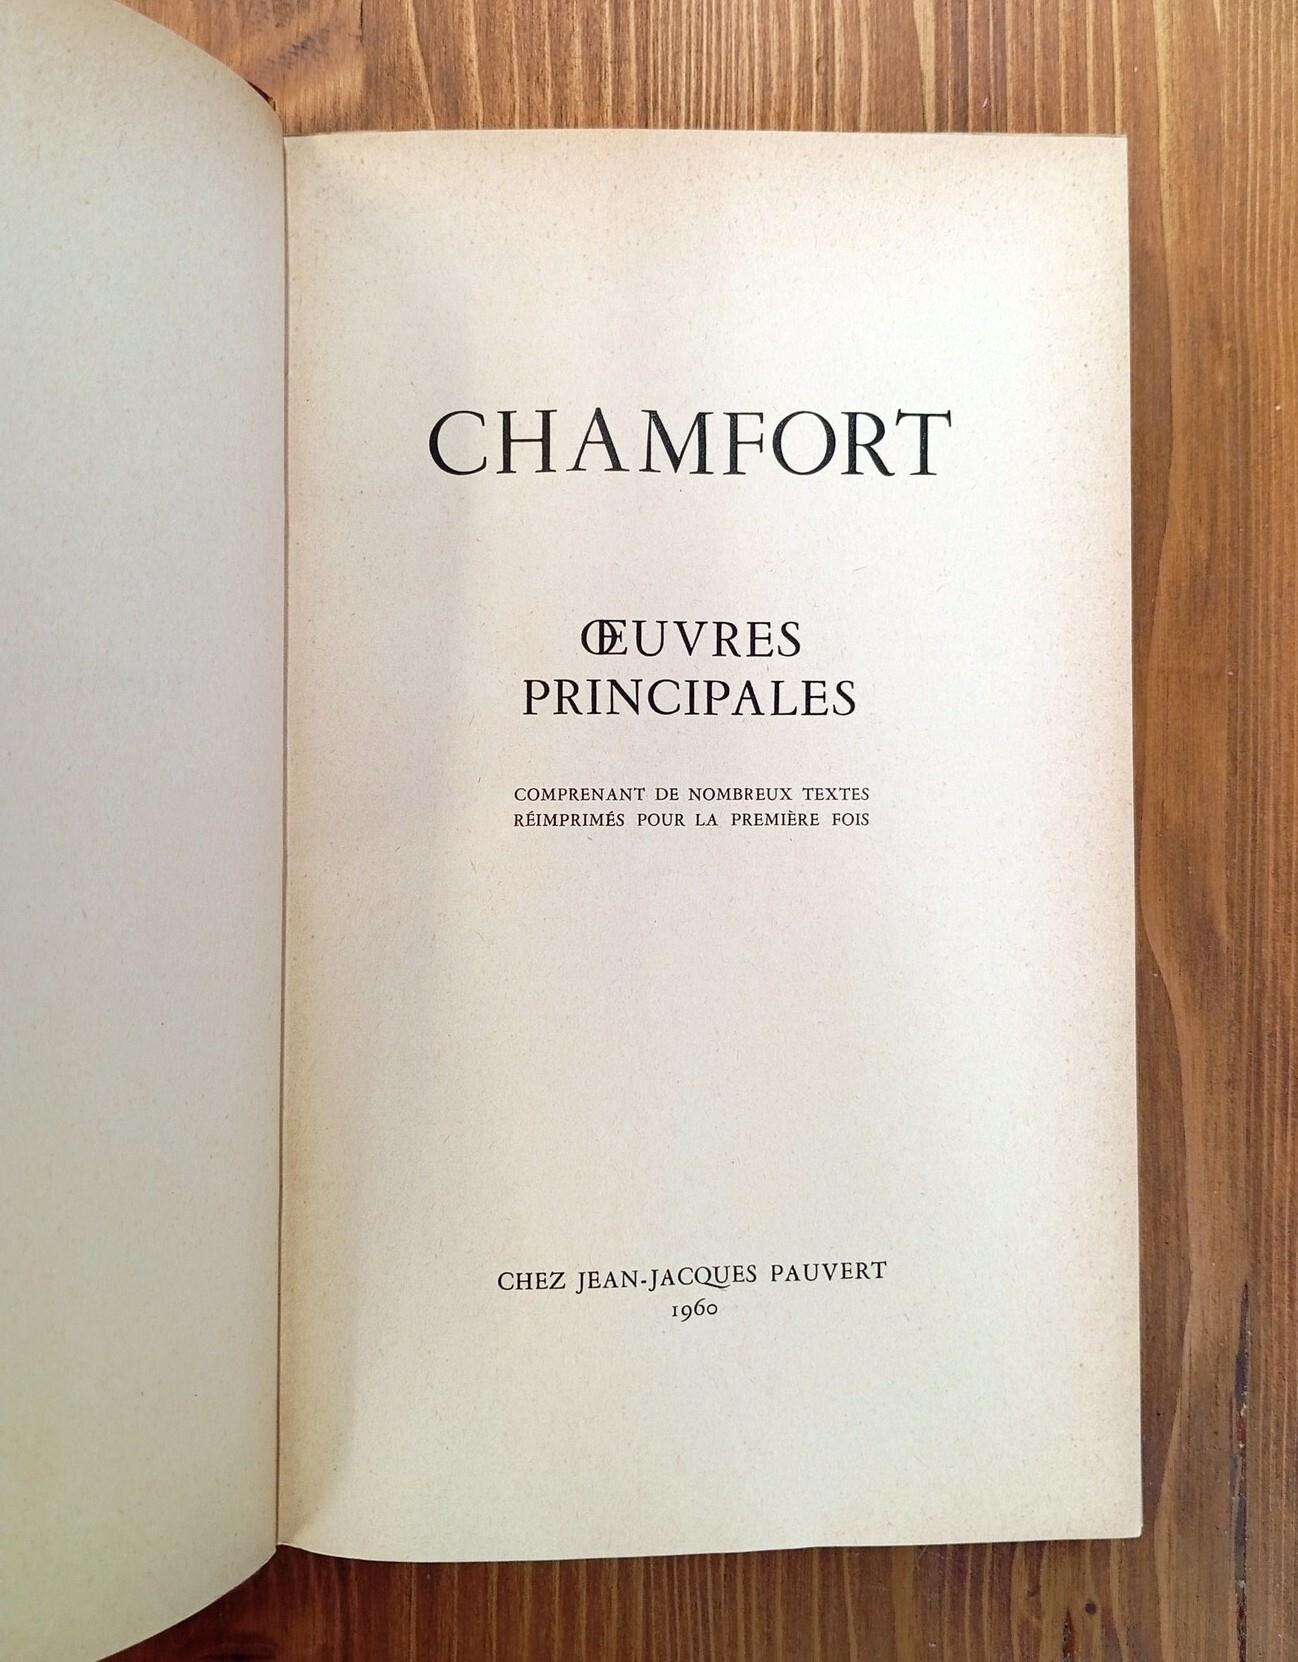 CHAMFORT
ŒUVRES
PRINCIPALES
COMPRENANT DE NOMBREUX TEXTES
RÉIMPRIMÉS POUR LA PREMIÈRE FOIS
CHEZ JEAN-JACQUES PAUVERT
1960